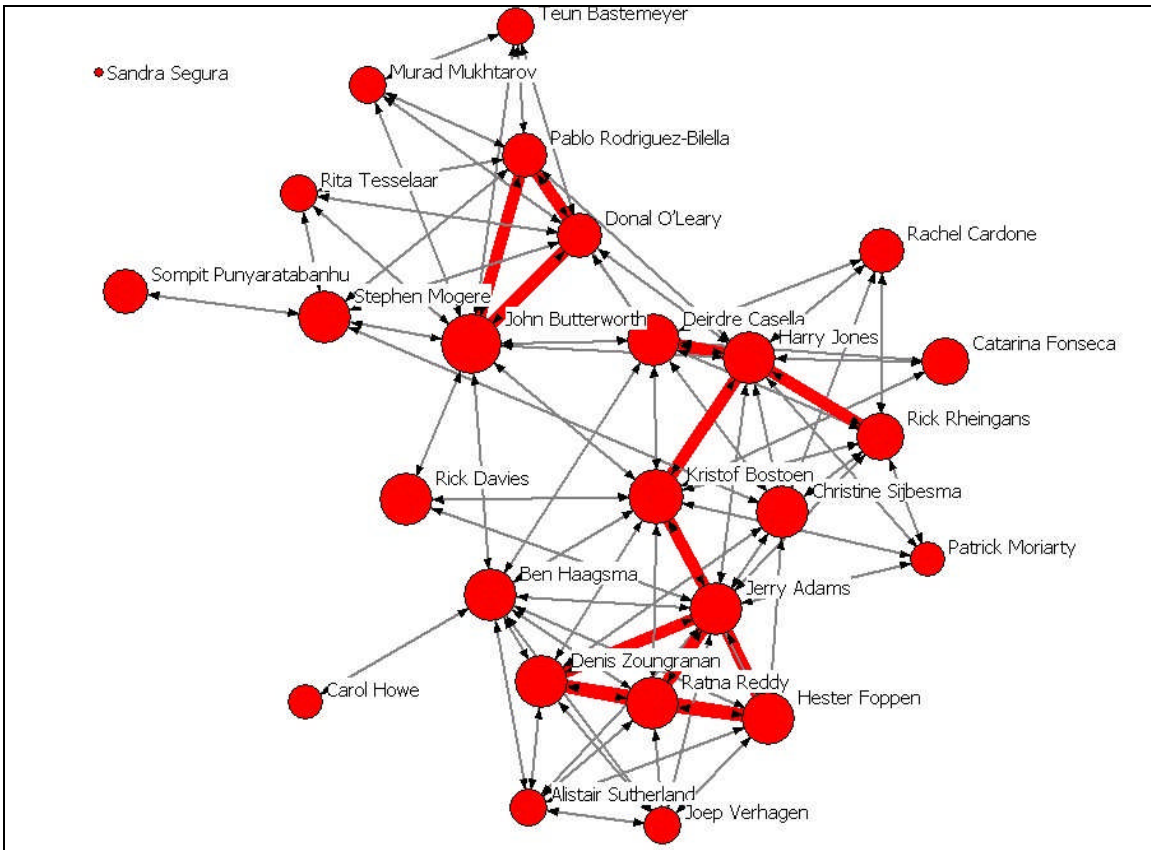 Teun Bastemeyer
Sandra Segura
Murad Mukhtarov
Pablo Rodriguez-Bilella
Rita Tesselaar
Donal O'Leary
Rachel Cardone
Sompit Punyaratabanhu
Stephen Mogere
John Butterworth
Deirdre Casella
Harry Jones
Catarina Fonseca
Rick Rheingans
Rick Davies
Kristof Bostoen
Christine Sijbesma
Patrick Moriarty
Ben Haagsma
Jerry Adams
Denis Zoungranan
Ratna Reddy
Carol Howe
Hester Foppen
Alistair Sutherland
Joep Verhagen